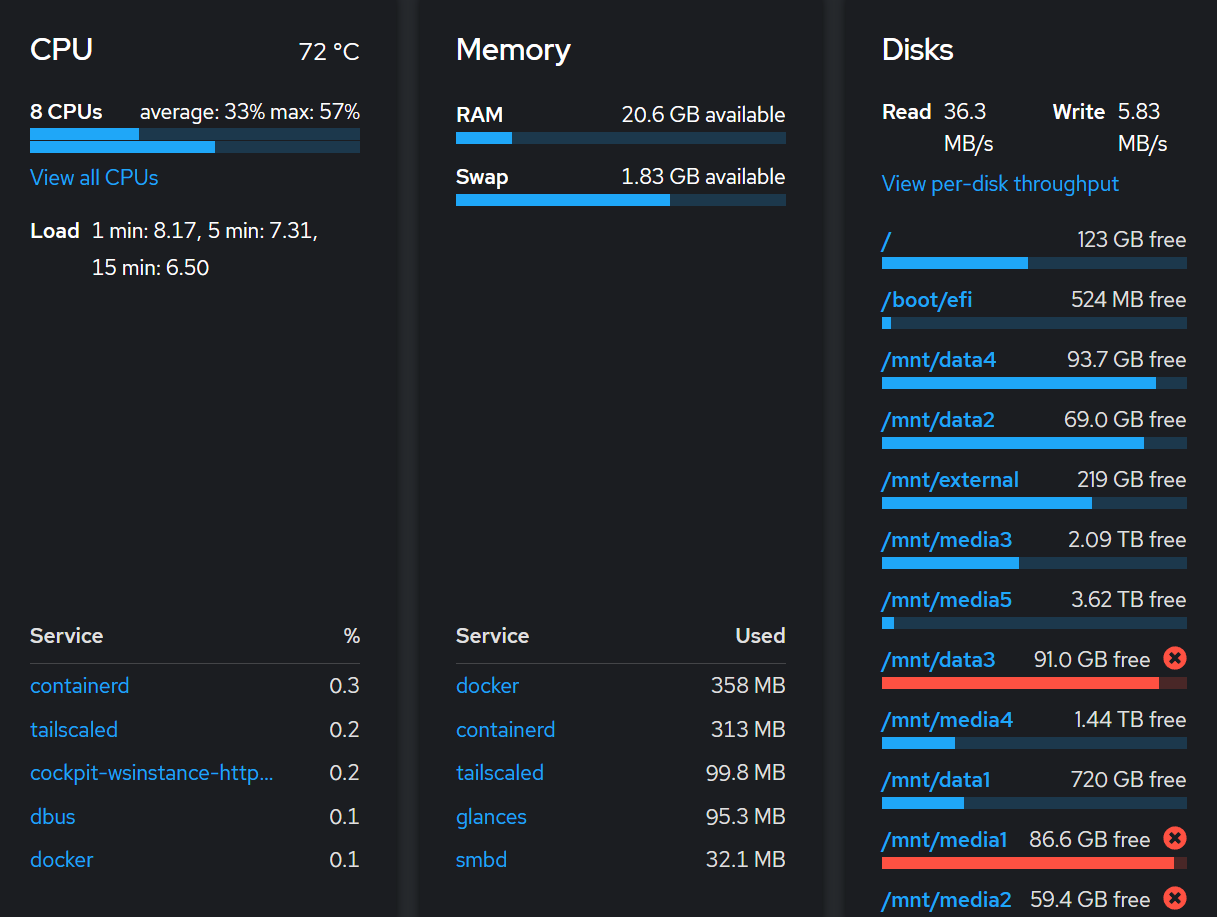 CPU 72 °C
8 CPUs average: 33% max: 57%
View all CPUs
Load 1 min: 8.17, 5 min: 7.31,
15 min: 6.50
Service %
containerd 0.3
tailscaled 0.2
cockpit-wsinstance-http... 0.2
dbus 0.1
docker 0.1
Memory
RAM 20.6 GB available
Swap 1.83 GB available
Service Used
docker 358 MB
containerd 313 MB
tailscaled 99.8 MB
glances 95.3 MB
smbd 32.1 MB
Disks
Read 36.3 MB/s Write 5.83 MB/s
View per-disk throughput
/ 123 GB free
/boot/efi 524 MB free
/mnt/data4 93.7 GB free
/mnt/data2 69.0 GB free
/mnt/external 219 GB free
/mnt/media3 2.09 TB free
/mnt/media5 3.62 TB free
/mnt/data3 91.0 GB free
/mnt/media4 1.44 TB free
/mnt/data1 720 GB free
/mnt/media1 86.6 GB free
/mnt/media2 59.4 GB free